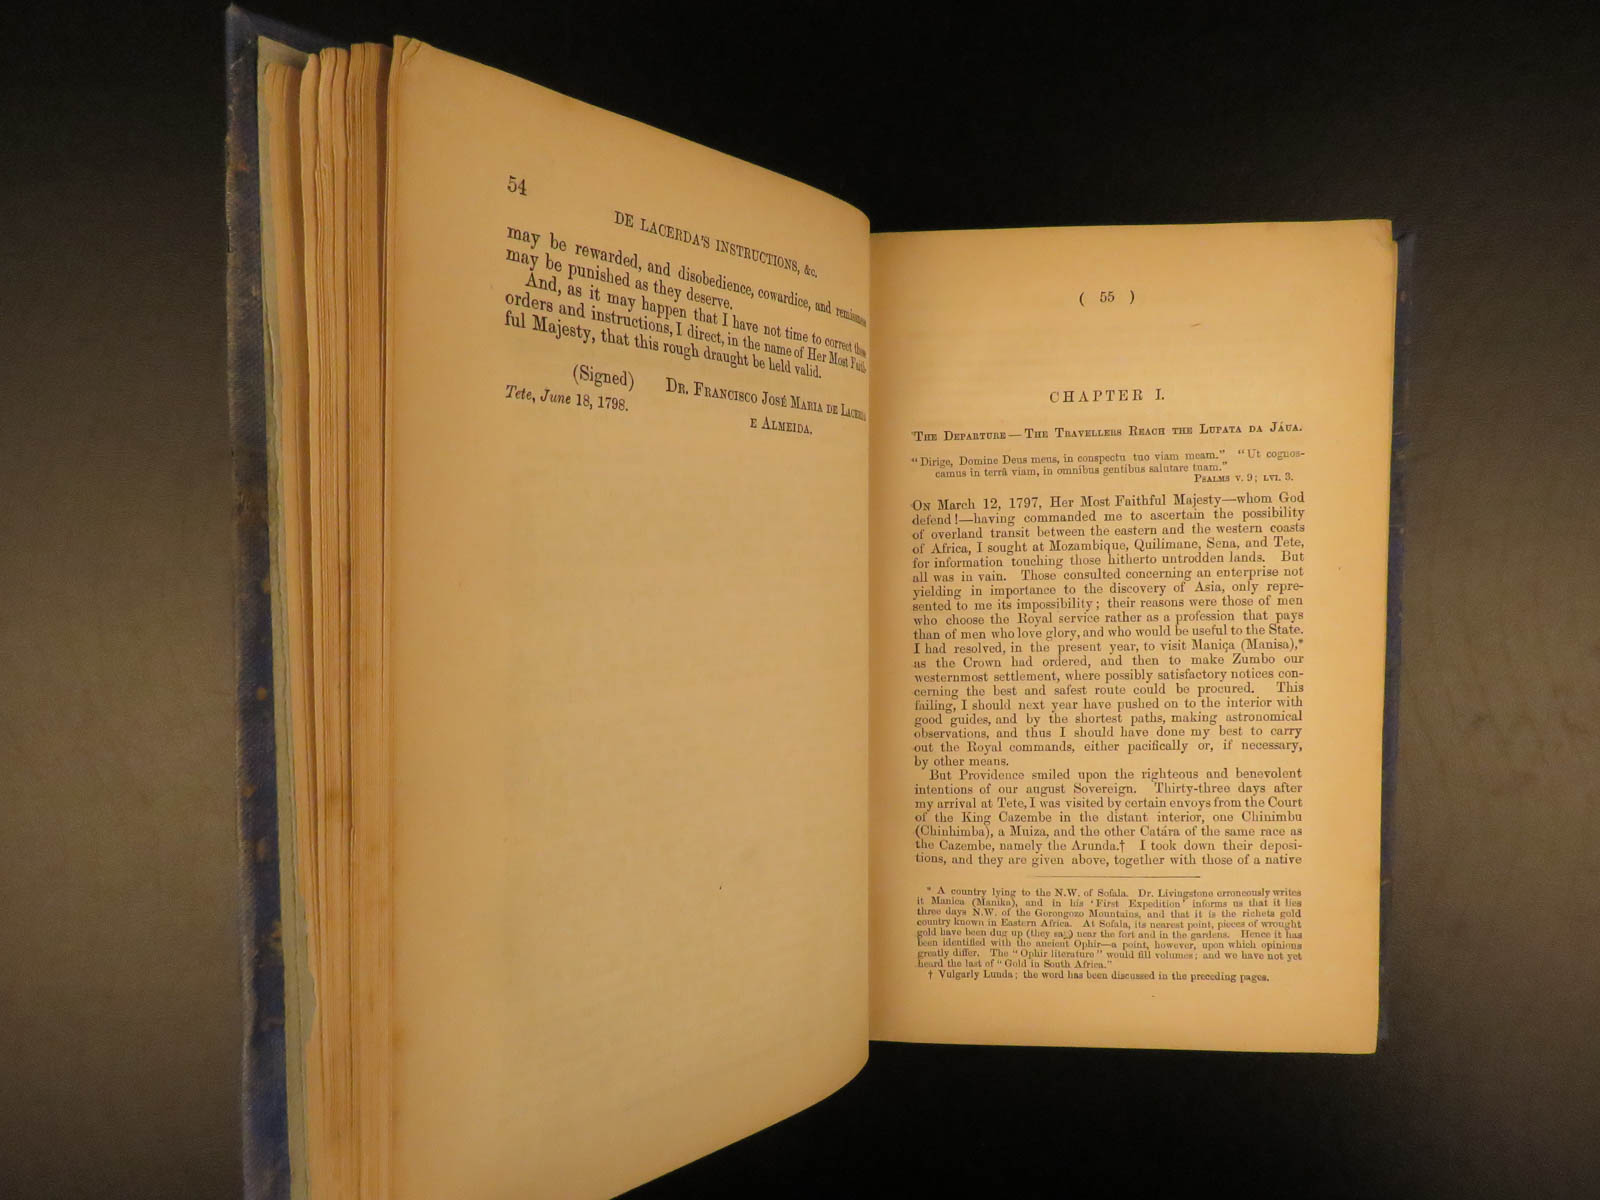 54
DE LACERDA'S INSTRUCTIONS, &c.
may be rewarded, and disobedience, cowardice, and remissness
may be punished as they deserve.
And, as it may happen that I have not time to correct these
orders and instructions, I direct, in the name of Her Most Faith-
ful Majesty, that this rough draught be held valid.
(Signed) DR. FRANCISCO JOSÉ MARIA DE LACERDA
E ALMEIDA.
Tete, June 18, 1798.
( 55 )
CHAPTER I.
THE DEPARTURE — THE TRAVELLERS REACH THE LUPATA DA JÁUA.
"Dirige, Domine Deus meus, in conspectu tuo viam meam." "Ut cognos-
camus in terrâ viam, in omnibus gentibus salutare tuam."
PSALMS V. 9; LVI. 3.
ON March 12, 1797, Her Most Faithful Majesty—whom God
defend!—having commanded me to ascertain the possibility
of overland transit between the eastern and the western coasts
of Africa, I sought at Mozambique, Quilimane, Sena, and Tete,
for information touching those hitherto untrodden lands. But
all was in vain. Those consulted concerning an enterprise not
yielding in importance to the discovery of Asia, only repre-
sented to me its impossibility; their reasons were those of men
who choose the Royal service rather as a profession that pays
than of men who love glory, and who would be useful to the State.
I had resolved, in the present year, to visit Maniça (Manisa),*
as the Crown had ordered, and then to make Zumbo our
westernmost settlement, where possibly satisfactory notices con-
cerning the best and safest route could be procured. This
failing, I should next year have pushed on to the interior with
good guides, and by the shortest paths, making astronomical
observations, and thus I should have done my best to carry
out the Royal commands, either pacifically or, if necessary,
by other means.
But Providence smiled upon the righteous and benevolent
intentions of our august Sovereign. Thirty-three days after
my arrival at Tete, I was visited by certain envoys from the Court
of the King Cazembe in the distant interior, one Chinimbu
(Chinhimba), a Muiza, and the other Catára of the same race as
the Cazembe, namely the Arunda.† I took down their deposi-
tions, and they are given above, together with those of a native
* A country lying to the N.W. of Sofala. Dr. Livingstone erroneously writes
it Manica (Manika), and in his 'First Expedition' informs us that it lies
three days N.W. of the Gorongozo Mountains, and that it is the richets gold
country known in Eastern Africa. At Sofala, its nearest point, pieces of wrought
gold have been dug up (they say) near the fort and in the gardens. Hence it has
been identified with the ancient Ophir—a point, however, upon which opinions
greatly differ. The "Ophir literature" would fill volumes; and we have not yet
heard the last of "Gold in South Africa."
† Vulgarly Lunda; the word has been discussed in the preceding pages.